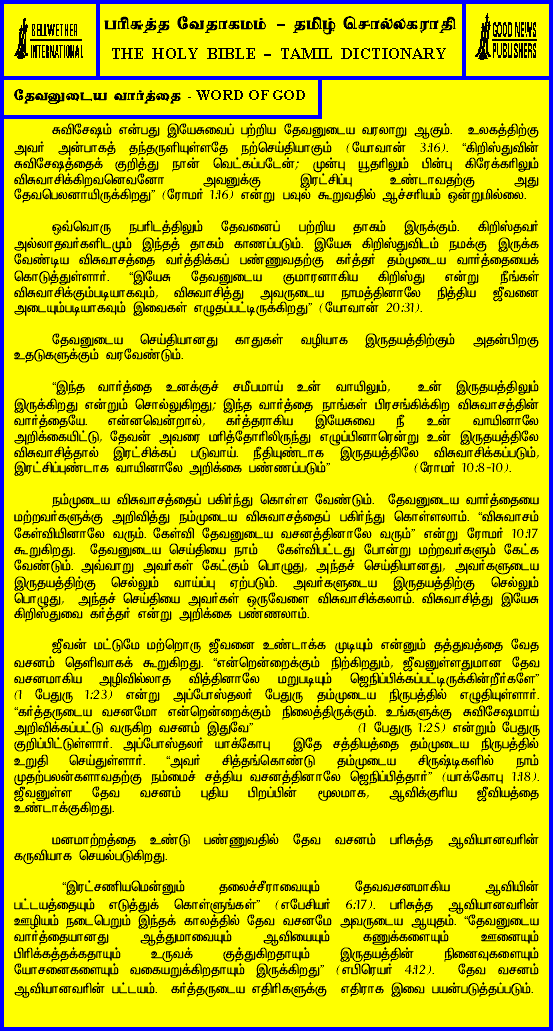 BELLWETHER
INTERNATIONAL
பரிசுத்த வேதாகமம் – தமிழ் சொல்லகராதி
THE HOLY BIBLE – TAMIL DICTIONARY
GOOD NEWS
PUBLISHERS
தேவனுடைய வார்த்தை - WORD OF GOD
சுவிசேஷம் என்பது இயேசுவைப் பற்றிய தேவனுடைய வரலாறு ஆகும். உலகத்திற்கு
அவர் அன்பாகத் தந்தருளியுள்ளதே நற்செய்தியாகும் (யோவான் 3:16). “கிறிஸ்துவின்
சுவிசேஷத்தைக் குறித்து நான் வெட்கப்படேன்; முன்பு யூதரிலும் பின்பு கிரேக்கரிலும்
விசுவாசிக்கிறவனெவனோ அவனுக்கு இரட்சிப்பு உண்டாவதற்கு அது
தேவபெலனாயிருக்கிறது” (ரோமர் 1:16) என்று பவுல் கூறுவதில் ஆச்சரியம் ஒன்றுமில்லை.
ஒவ்வொரு நபரிடத்திலும் தேவனைப் பற்றிய தாகம் இருக்கும். கிறிஸ்தவர்
அல்லாதவர்களிடமும் இந்தத் தாகம் காணப்படும். இயேசு கிறிஸ்துவிடம் நமக்கு இருக்க
வேண்டிய விசுவாசத்தை வர்த்திக்கப் பண்ணுவதற்கு கர்த்தர் தம்முடைய வார்த்தையைக்
கொடுத்துள்ளார். “இயேசு தேவனுடைய குமாரனாகிய கிறிஸ்து என்று நீங்கள்
விசுவாசிக்கும்படியாகவும், விசுவாசித்து அவருடைய நாமத்தினாலே நித்திய ஜீவனை
அடையும்படியாகவும் இவைகள் எழுதப்பட்டிருக்கிறது” (யோவான் 20:31).
தேவனுடைய செய்தியானது காதுகள் வழியாக இருதயத்திற்கும் அதன்பிறகு
உதடுகளுக்கும் வரவேண்டும்.
“இந்த வார்த்தை உனக்குச் சமீபமாய் உன் வாயிலும், உன் இருதயத்திலும்
இருக்கிறது என்றும் சொல்லுகிறது; இந்த வார்த்தை நாங்கள் பிரசங்கிக்கிற விசுவாசத்தின்
வார்த்தையே. என்னவென்றால், கர்த்தராகிய இயேசுவை நீ உன் வாயினாலே
அறிக்கையிட்டு, தேவன் அவரை மரித்தோரிலிருந்து எழுப்பினாரென்று உன் இருதயத்திலே
விசுவாசித்தால் இரட்சிக்கப் படுவாய். நீதியுண்டாக இருதயத்திலே விசுவாசிக்கப்படும்,
இரட்சிப்புண்டாக வாயினாலே அறிக்கை பண்ணப்படும்” (ரோமர் 10:8-10).
நம்முடைய விசுவாசத்தைப் பகிர்ந்து கொள்ள வேண்டும். தேவனுடைய வார்த்தையை
மற்றவர்களுக்கு அறிவித்து நம்முடைய விசுவாசத்தைப் பகிர்ந்து கொள்ளலாம். “விசுவாசம்
கேள்வியினாலே வரும். கேள்வி தேவனுடைய வசனத்தினாலே வரும்” என்று ரோமர் 10:17
கூறுகிறது. தேவனுடைய செய்தியை நாம் கேள்விபட்டது போன்று மற்றவர்களும் கேட்க
வேண்டும். அவ்வாறு அவர்கள் கேட்கும் பொழுது, அந்தச் செய்தியானது, அவர்களுடைய
இருதயத்திற்கு செல்லும் வாய்ப்பு ஏற்படும். அவர்களுடைய இருதயத்திற்கு செல்லும்
பொழுது, அந்தச் செய்தியை அவர்கள் ஒருவேளை விசுவாசிக்கலாம். விசுவாசித்து இயேசு
கிறிஸ்துவை கர்த்தர் என்று அறிக்கை பண்ணலாம்.
ஜீவன் மட்டுமே மற்றொரு ஜீவனை உண்டாக்க முடியும் என்னும் தத்துவத்தை வேத
வசனம் தெளிவாகக் கூறுகிறது. “என்றென்றைக்கும் நிற்கிறதும், ஜீவனுள்ளதுமான தேவ
வசனமாகிய அழிவில்லாத வித்தினாலே மறுபடியும் ஜெநிப்பிக்கப்பட்டிருக்கின்றீர்களே”
(1 பேதுரு 1:23) என்று அப்போஸ்தலர் பேதுரு தம்முடைய நிருபத்தில் எழுதியுள்ளார்.
“கர்த்தருடைய வசனமோ என்றென்றைக்கும் நிலைத்திருக்கும். உங்களுக்கு சுவிசேஷமாய்
அறிவிக்கப்பட்டு வருகிற வசனம் இதுவே” (1 பேதுரு 1:25) என்றும் பேதுரு
குறிப்பிட்டுள்ளார். அப்போஸ்தலர் யாக்கோபு இதே சத்தியத்தை தம்முடைய நிருபத்தில்
உறுதி செய்துள்ளார். “அவர் சித்தங்கொண்டு தம்முடைய சிருஷ்டிகளில் நாம்
முதற்பலன்களாவதற்கு நம்மைச் சத்திய வசனத்தினாலே ஜெநிப்பித்தார்” (யாக்கோபு 1:18).
ஜீவனுள்ள தேவ வசனம் புதிய பிறப்பின் மூலமாக, ஆவிக்குரிய ஜீவியத்தை
உண்டாக்குகிறது.
மனமாற்றத்தை உண்டு பண்ணுவதில் தேவ வசனம் பரிசுத்த ஆவியானவரின்
கருவியாக செயல்படுகிறது.
“இரட்சணியமென்னும் தலைச்சீராவையும் தேவவசனமாகிய ஆவியின்
பட்டயத்தையும் எடுத்துக் கொள்ளுங்கள்” (எபேசியர் 6:17). பரிசுத்த ஆவியானவரின்
ஊழியம் நடைபெறும் இந்தக் காலத்தில் தேவ வசனமே அவருடைய ஆயுதம். “தேவனுடைய
வார்த்தையானது ஆத்துமாவையும் ஆவியையும் கணுக்களையும் ஊனையும்
பிரிக்கத்தக்கதாயும் உருவக் குத்துகிறதாயும் இருதயத்தின் நினைவுகளையும்
யோசனைகளையும் வகையறுக்கிறதாயும் இருக்கிறது” (எபிரெயர் 4:12). தேவ வசனம்
ஆவியானவரின் பட்டயம். கர்த்தருடைய எதிரிகளுக்கு எதிராக இவை பயன்படுத்தப்படும்.